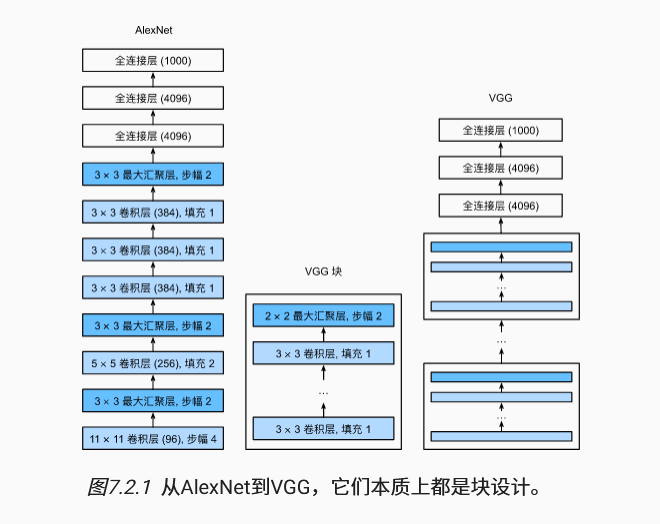 AlexNet
全连接层 (1000)
全连接层 (4096)
全连接层 (4096)
3 × 3 最大汇聚层, 步幅 2
3 × 3 卷积层 (384), 填充 1
3 × 3 卷积层 (384), 填充 1
3 × 3 卷积层 (384), 填充 1
3 × 3 最大汇聚层, 步幅 2
5 × 5 卷积层 (256), 填充 2
3 × 3 最大汇聚层, 步幅 2
11 × 11 卷积层 (96), 步幅 4
VGG 块
2 × 2 最大汇聚层, 步幅 2
3 × 3 卷积层, 填充 1
...
3 × 3 卷积层, 填充 1
VGG
全连接层 (1000)
全连接层 (4096)
全连接层 (4096)
...
...
...
图7.2.1 从AlexNet到VGG，它们本质上都是块设计。